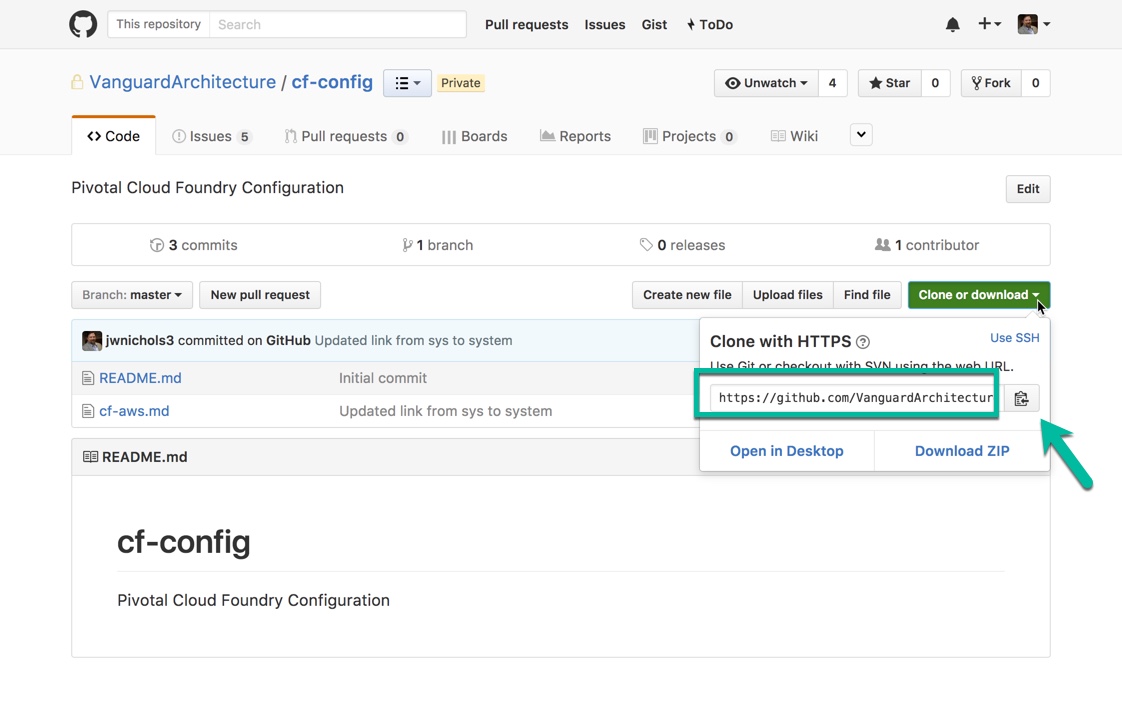 This repository Search Pull requests Issues Gist ToDo
VanguardArchitecture / cf-config Private Unwatch 4 Star 0 Fork 0
Code Issues 5 Pull requests 0 Boards Reports Projects 0 Wiki
Pivotal Cloud Foundry Configuration Edit
3 commits 1 branch 0 releases 1 contributor
Branch: master New pull request Create new file Upload files Find file Clone or download
jwnichols3 committed on GitHub Updated link from sys to system
README.md Initial commit
cf-aws.md Updated link from sys to system
Clone with HTTPS ? Use SSH
Use Git or checkout with SVN using the web URL.
https://github.com/VanguardArchitectur
Open in Desktop Download ZIP
README.md
cf-config
Pivotal Cloud Foundry Configuration